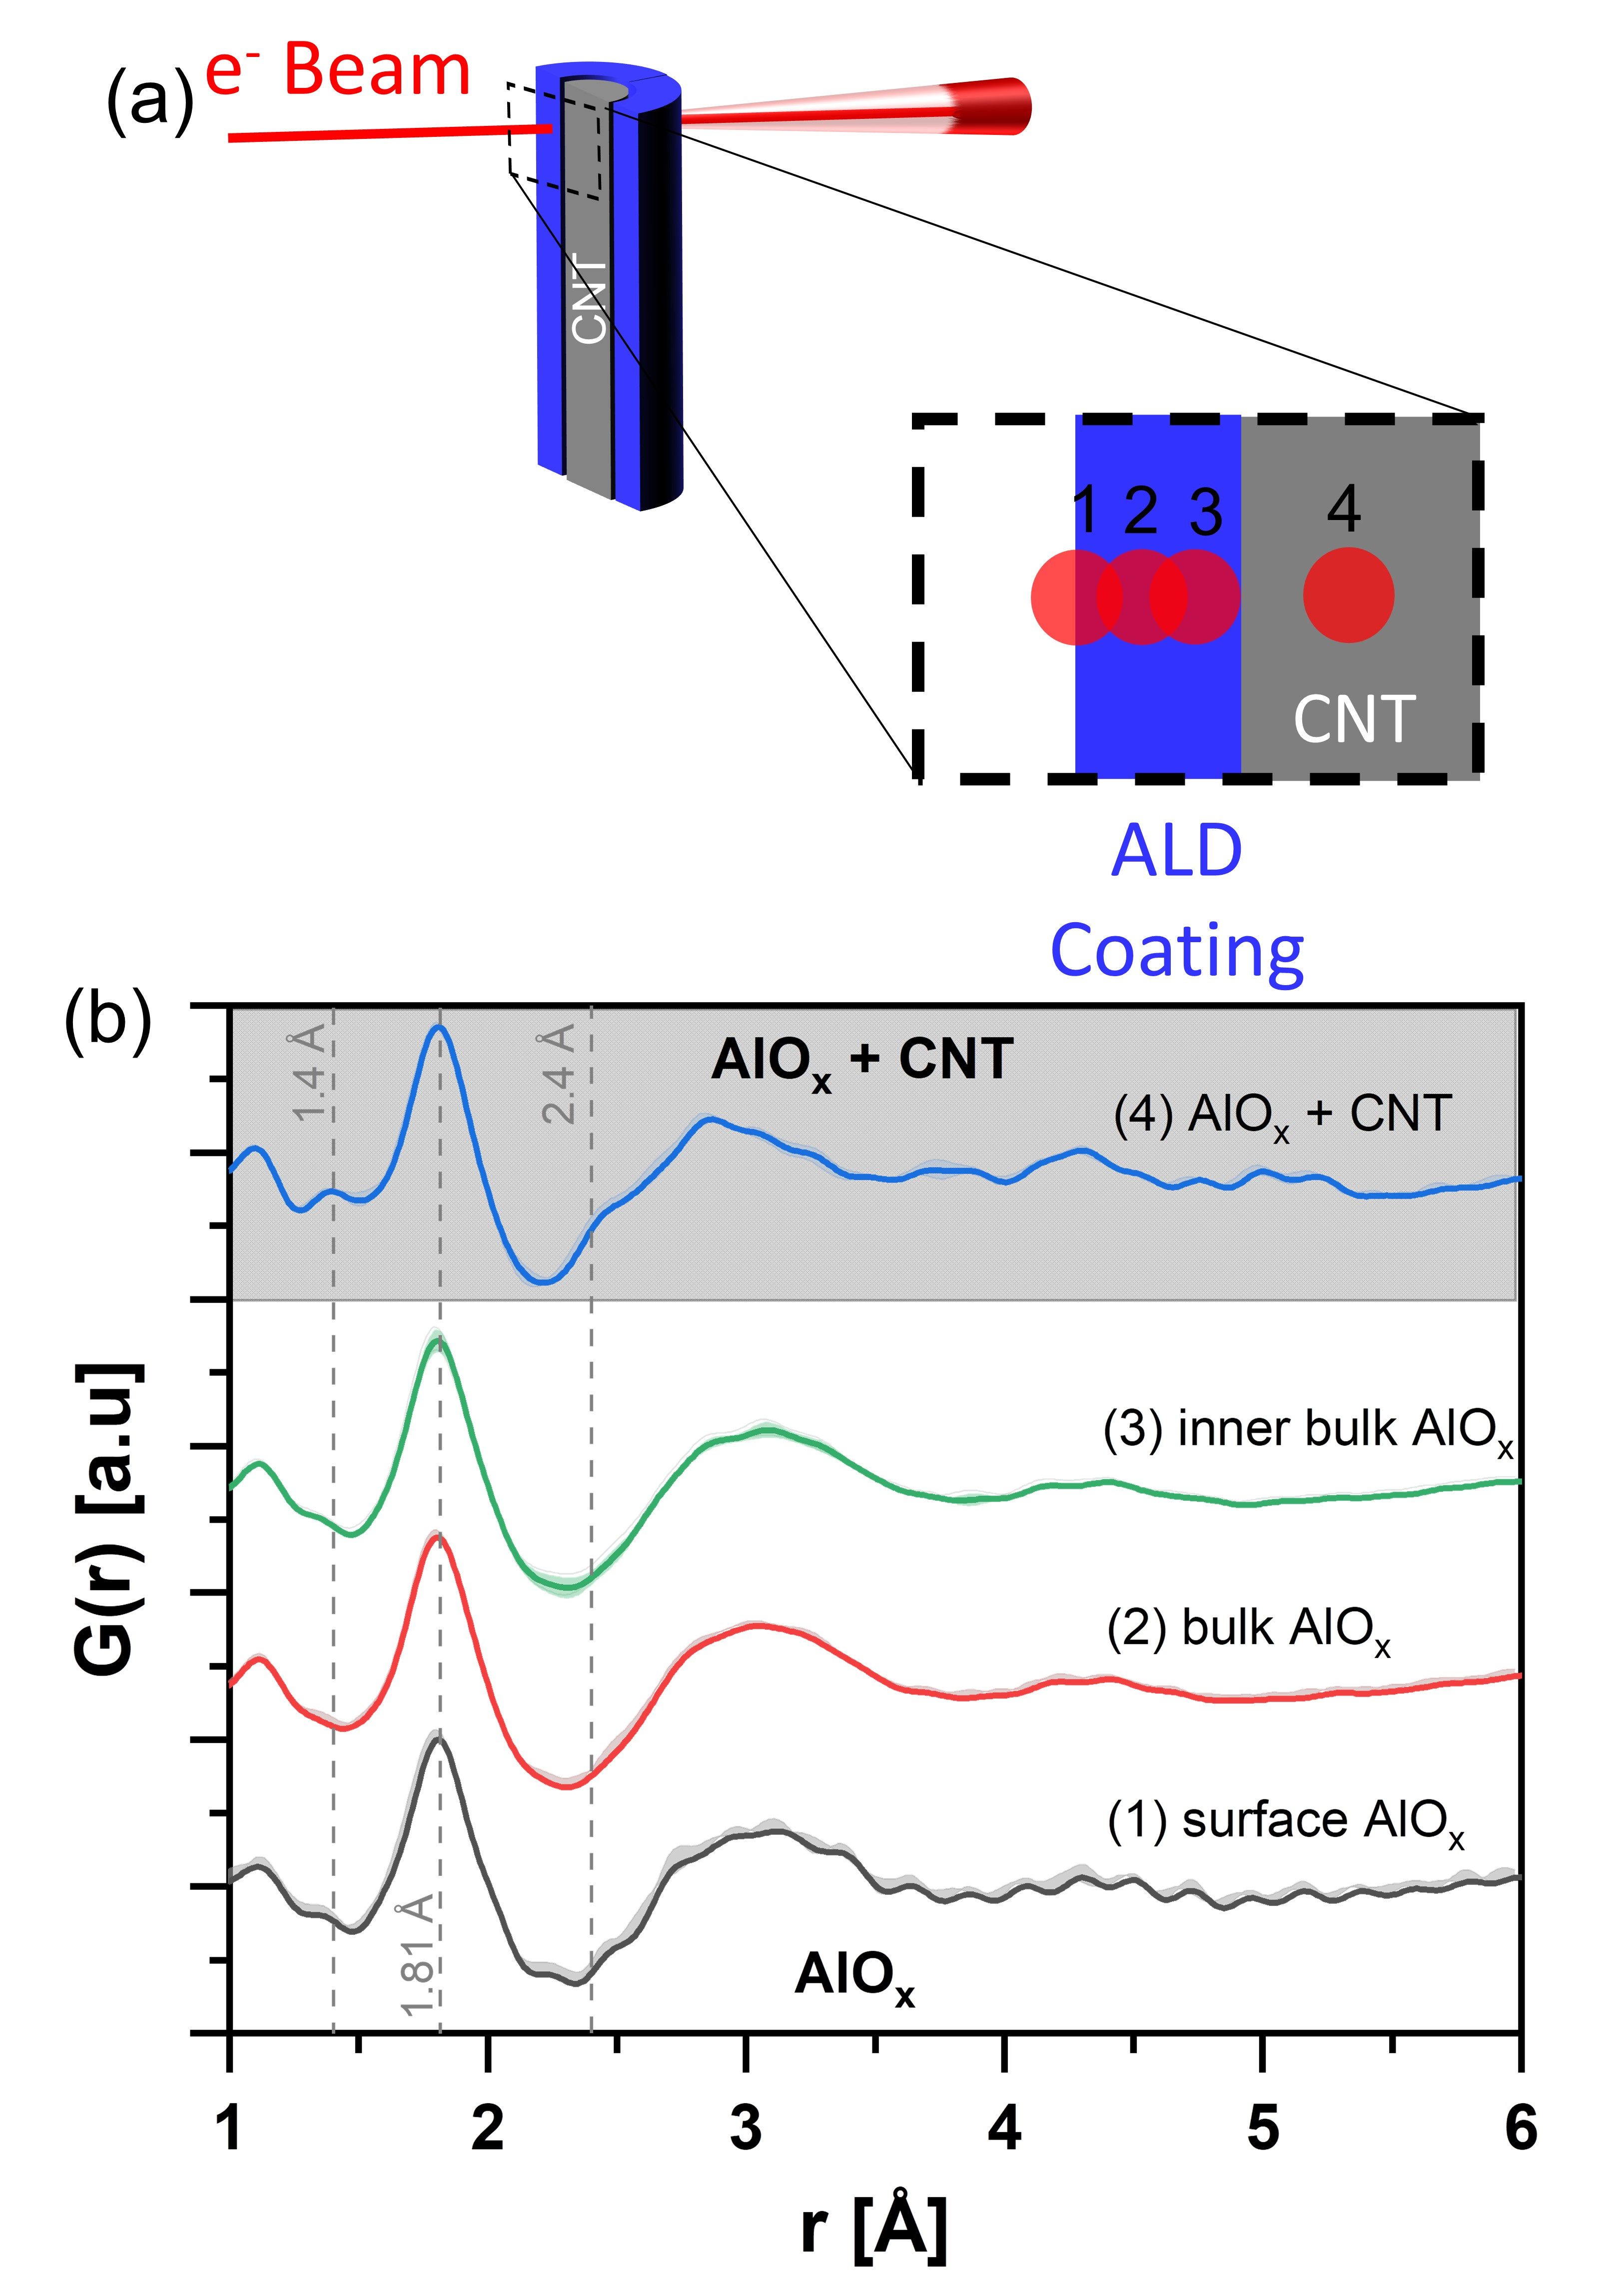 (a)
e⁻ Beam
CNT
1 2 3 4
CNT
ALD
Coating
(b)
1.4 Å
2.4 Å
AlOₓ + CNT
(4) AlOₓ + CNT
(3) inner bulk AlOₓ
(2) bulk AlOₓ
(1) surface AlOₓ
1.81 Å
AlOₓ
G(r) [a.u]
1 2 3 4 5 6
r [Å]